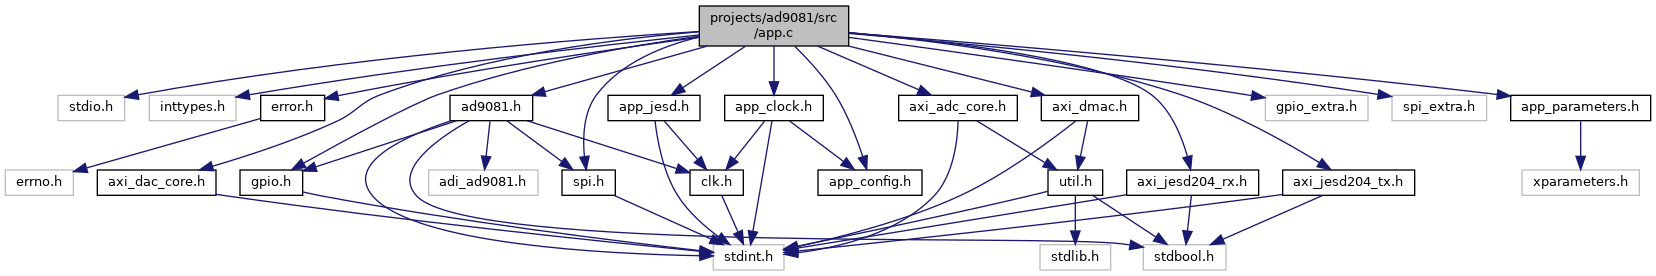 projects/ad9081/src
/app.c
stdio.h
inttypes.h
error.h
ad9081.h
app_jesd.h
app_clock.h
axi_adc_core.h
axi_dmac.h
gpio_extra.h
spi_extra.h
app_parameters.h
errno.h
axi_dac_core.h
gpio.h
adi_ad9081.h
spi.h
clk.h
app_config.h
util.h
axi_jesd204_rx.h
axi_jesd204_tx.h
xparameters.h
stdint.h
stdlib.h
stdbool.h